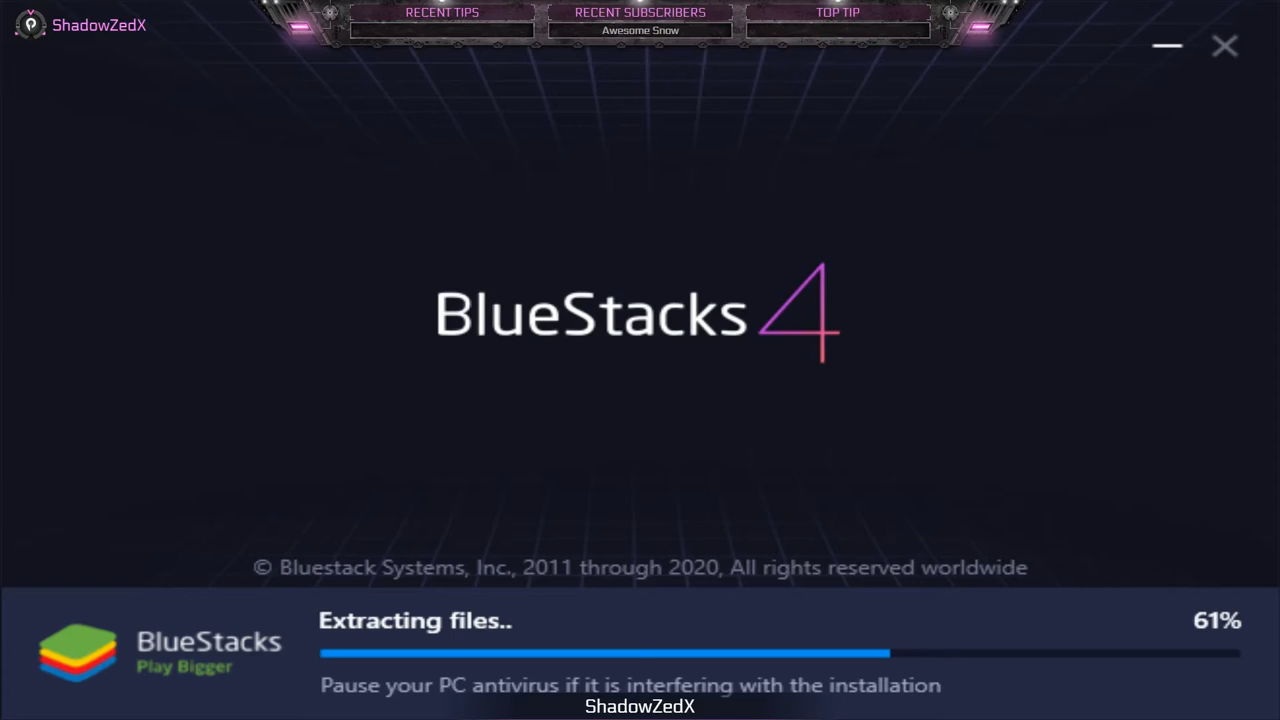 ShadowZedX
RECENT TIPS
RECENT SUBSCRIBERS
TOP TIP
Awesome Snow
BlueStacks 4
© Bluestack Systems, Inc., 2011 through 2020, All rights reserved worldwide
Extracting files..
61%
BlueStacks
Play Bigger
Pause your PC antivirus if it is interfering with the installation
ShadowZedX